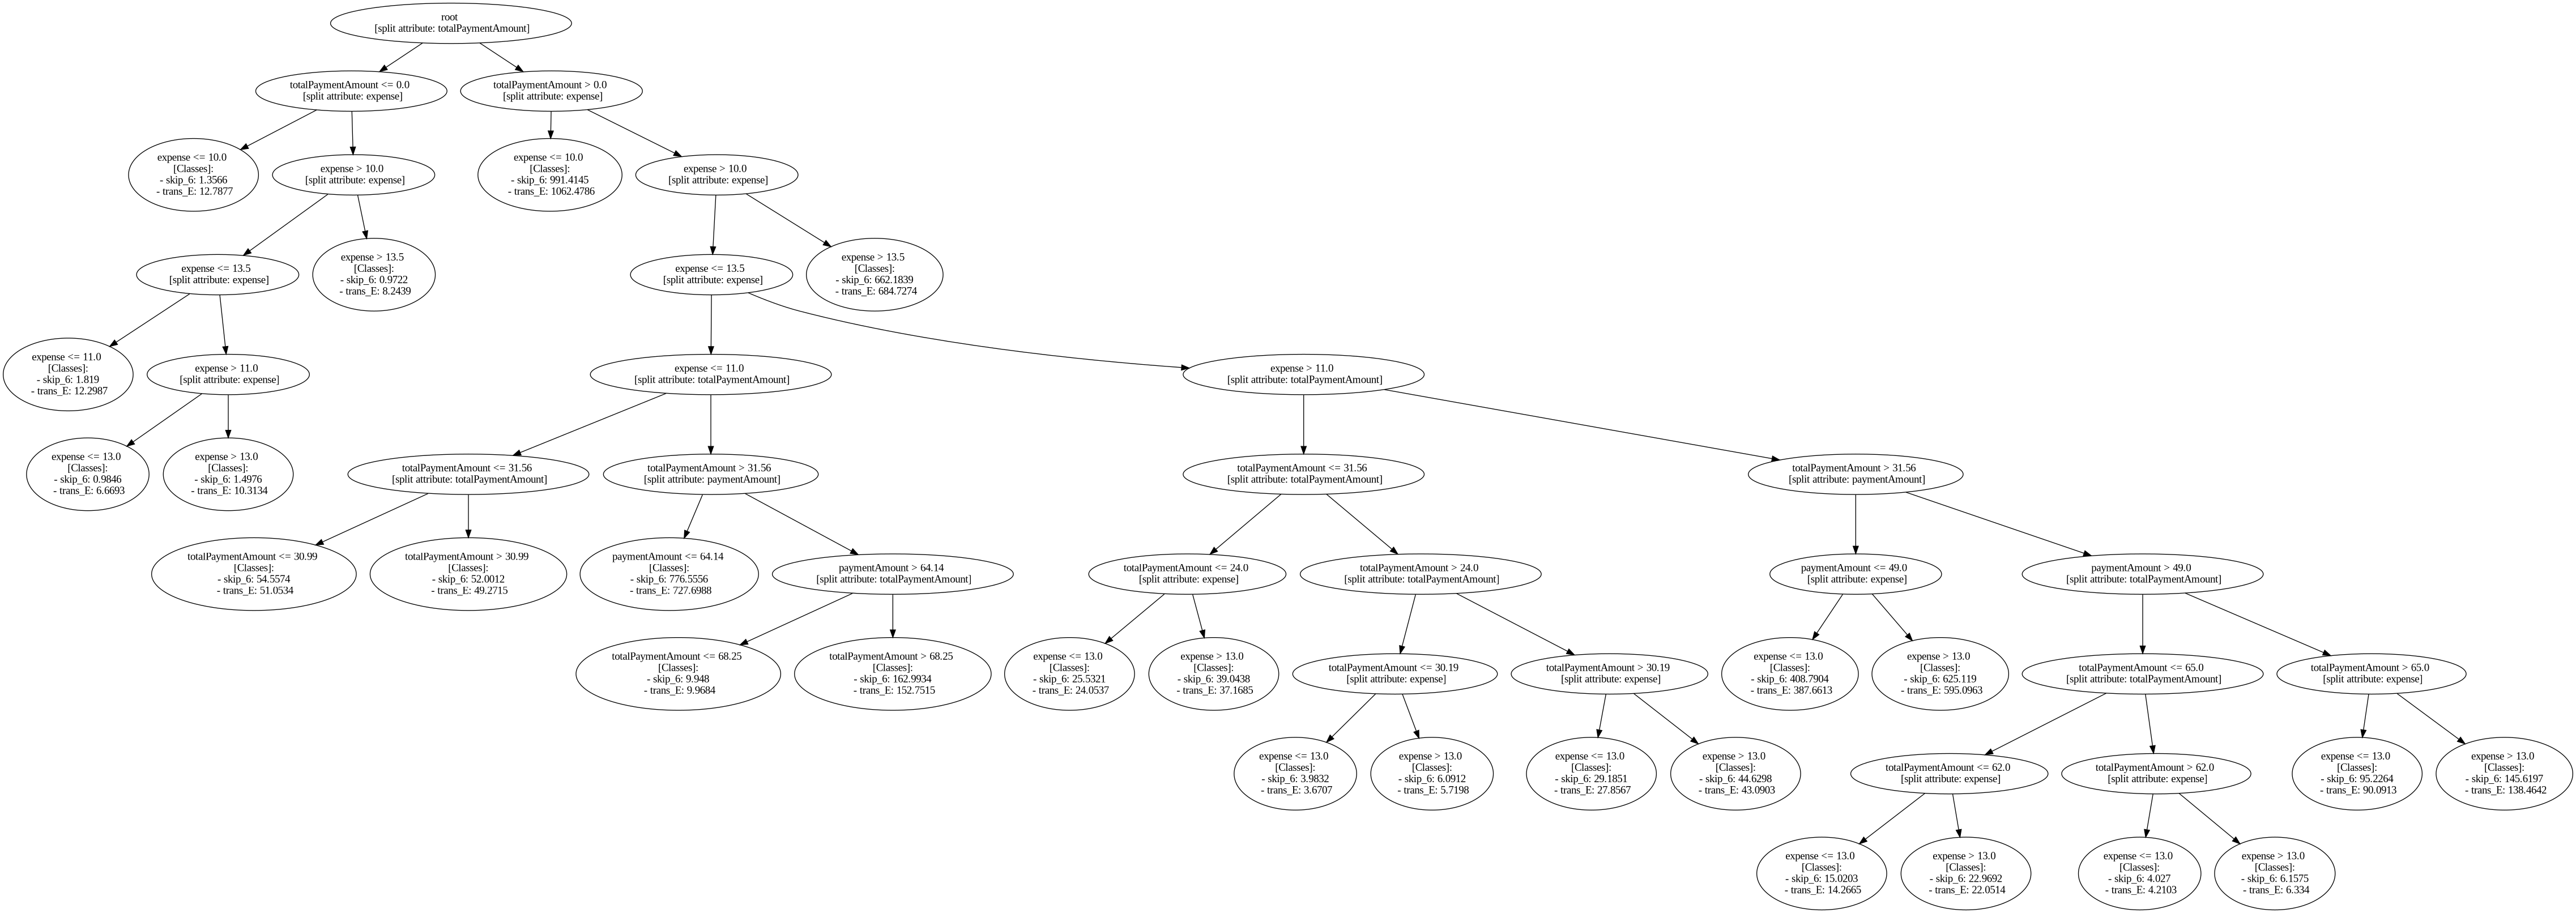 root
[split attribute: totalPaymentAmount]
totalPaymentAmount <= 0.0
[split attribute: expense]
totalPaymentAmount > 0.0
[split attribute: expense]
expense <= 10.0
[Classes]:
- skip_6: 1.3566
- trans_E: 12.7877
expense > 10.0
[split attribute: expense]
expense <= 10.0
[Classes]:
- skip_6: 991.4145
- trans_E: 1062.4786
expense > 10.0
[split attribute: expense]
expense <= 13.5
[split attribute: expense]
expense > 13.5
[Classes]:
- skip_6: 0.9722
- trans_E: 8.2439
expense <= 13.5
[split attribute: expense]
expense > 13.5
[Classes]:
- skip_6: 662.1839
- trans_E: 684.7274
expense <= 11.0
[Classes]:
- skip_6: 1.819
- trans_E: 12.2987
expense > 11.0
[split attribute: expense]
expense <= 11.0
[split attribute: totalPaymentAmount]
expense > 11.0
[split attribute: totalPaymentAmount]
expense <= 13.0
[Classes]:
- skip_6: 0.9846
- trans_E: 6.6693
expense > 13.0
[Classes]:
- skip_6: 1.4976
- trans_E: 10.3134
totalPaymentAmount <= 31.56
[split attribute: totalPaymentAmount]
totalPaymentAmount > 31.56
[split attribute: paymentAmount]
totalPaymentAmount <= 31.56
[split attribute: totalPaymentAmount]
totalPaymentAmount > 31.56
[split attribute: paymentAmount]
totalPaymentAmount <= 30.99
[Classes]:
- skip_6: 54.5574
- trans_E: 51.0534
totalPaymentAmount > 30.99
[Classes]:
- skip_6: 52.0012
- trans_E: 49.2715
paymentAmount <= 64.14
[Classes]:
- skip_6: 776.5556
- trans_E: 727.6988
paymentAmount > 64.14
[split attribute: totalPaymentAmount]
totalPaymentAmount <= 24.0
[split attribute: expense]
totalPaymentAmount > 24.0
[split attribute: totalPaymentAmount]
paymentAmount <= 49.0
[split attribute: expense]
paymentAmount > 49.0
[split attribute: totalPaymentAmount]
totalPaymentAmount <= 68.25
[Classes]:
- skip_6: 9.948
- trans_E: 9.9684
totalPaymentAmount > 68.25
[Classes]:
- skip_6: 162.9934
- trans_E: 152.7515
expense <= 13.0
[Classes]:
- skip_6: 25.5321
- trans_E: 24.0537
expense > 13.0
[Classes]:
- skip_6: 39.0438
- trans_E: 37.1685
totalPaymentAmount <= 30.19
[split attribute: expense]
totalPaymentAmount > 30.19
[split attribute: expense]
expense <= 13.0
[Classes]:
- skip_6: 408.7904
- trans_E: 387.6613
expense > 13.0
[Classes]:
- skip_6: 625.119
- trans_E: 595.0963
totalPaymentAmount <= 65.0
[split attribute: totalPaymentAmount]
totalPaymentAmount > 65.0
[split attribute: expense]
expense <= 13.0
[Classes]:
- skip_6: 3.9832
- trans_E: 3.6707
expense > 13.0
[Classes]:
- skip_6: 6.0912
- trans_E: 5.7198
expense <= 13.0
[Classes]:
- skip_6: 29.1851
- trans_E: 27.8567
expense > 13.0
[Classes]:
- skip_6: 44.6298
- trans_E: 43.0903
totalPaymentAmount <= 62.0
[split attribute: expense]
totalPaymentAmount > 62.0
[split attribute: expense]
expense <= 13.0
[Classes]:
- skip_6: 95.2264
- trans_E: 90.0913
expense > 13.0
[Classes]:
- skip_6: 145.6197
- trans_E: 138.4642
expense <= 13.0
[Classes]:
- skip_6: 15.0203
- trans_E: 14.2665
expense > 13.0
[Classes]:
- skip_6: 22.9692
- trans_E: 22.0514
expense <= 13.0
[Classes]:
- skip_6: 4.027
- trans_E: 4.2103
expense > 13.0
[Classes]:
- skip_6: 6.1575
- trans_E: 6.334